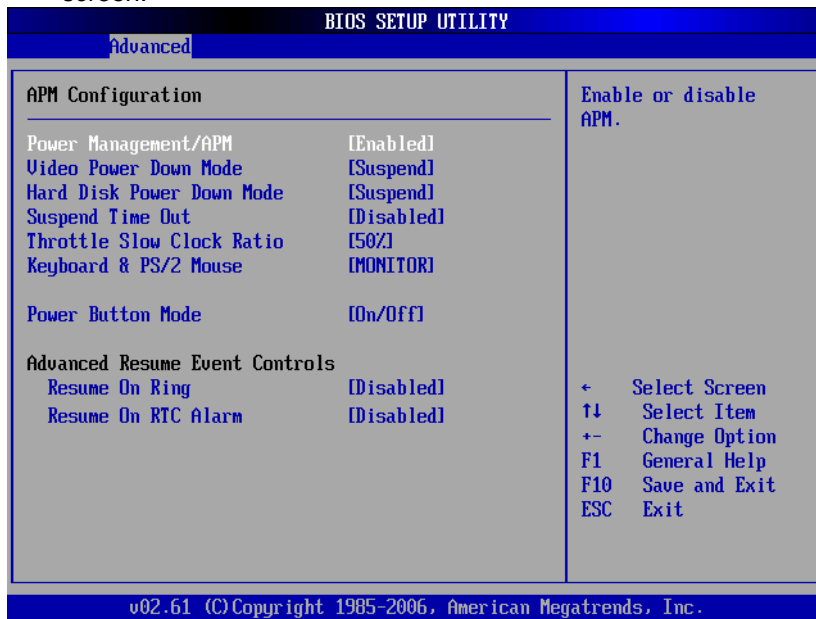 screen.
BIOS SETUP UTILITY
Advanced
APM Configuration
Power Management/APM [Enabled]
Video Power Down Mode [Suspend]
Hard Disk Power Down Mode [Suspend]
Suspend Time Out [Disabled]
Throttle Slow Clock Ratio [50%]
Keyboard & PS/2 Mouse [MONITOR]
Power Button Mode [On/Off]
Advanced Resume Event Controls
Resume On Ring [Disabled]
Resume On RTC Alarm [Disabled]
Enable or disable
APM.
← Select Screen
↑↓ Select Item
+- Change Option
F1 General Help
F10 Save and Exit
ESC Exit
v02.61 (C)Copyright 1985-2006, American Megatrends, Inc.